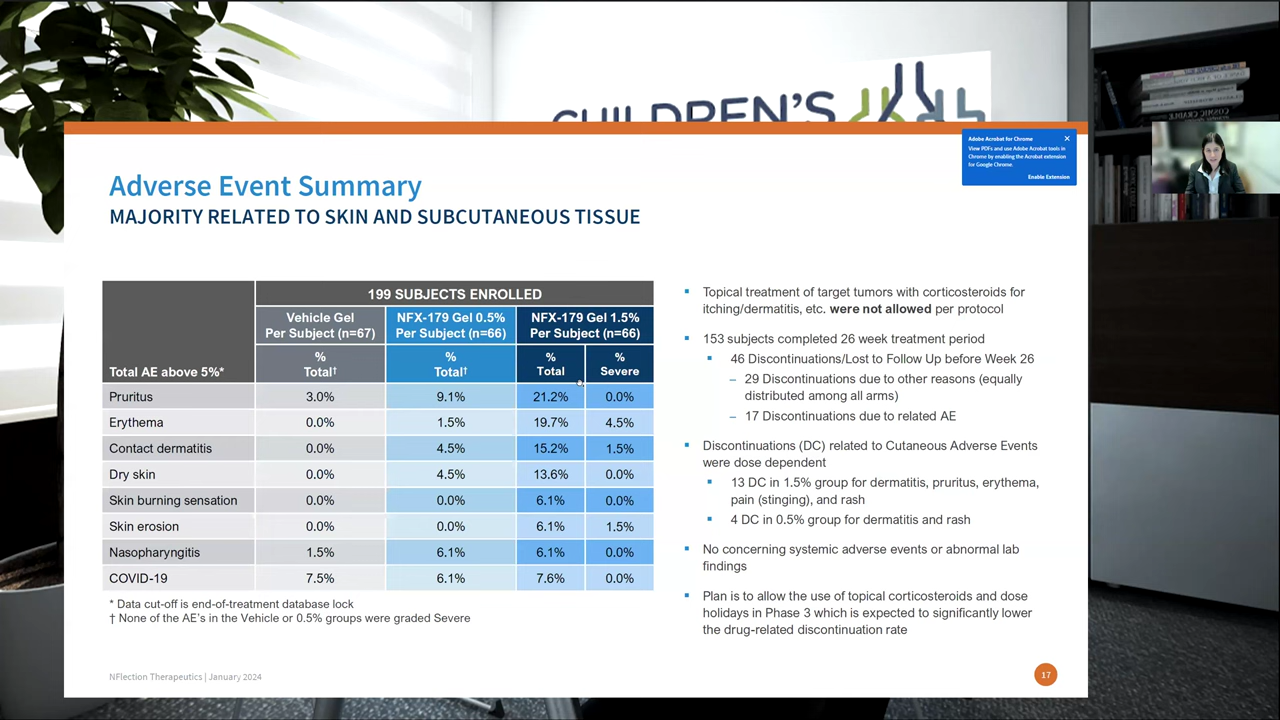 CHILDREN'S
Adobe Acrobat for Chrome
View PDFs and use Adobe Acrobat tools in
Chrome by enabling the Acrobat extension
for Google Chrome.
Enable Extension
Adverse Event Summary
MAJORITY RELATED TO SKIN AND SUBCUTANEOUS TISSUE
199 SUBJECTS ENROLLED
Vehicle Gel NFX-179 Gel 0.5% NFX-179 Gel 1.5%
Per Subject (n=67) Per Subject (n=66) Per Subject (n=66)
% % % %
Total AE above 5%* Total† Total† Total Severe
Pruritus 3.0% 9.1% 21.2% 0.0%
Erythema 0.0% 1.5% 19.7% 4.5%
Contact dermatitis 0.0% 4.5% 15.2% 1.5%
Dry skin 0.0% 4.5% 13.6% 0.0%
Skin burning sensation 0.0% 0.0% 6.1% 0.0%
Skin erosion 0.0% 0.0% 6.1% 1.5%
Nasopharyngitis 1.5% 6.1% 6.1% 0.0%
COVID-19 7.5% 6.1% 7.6% 0.0%
* Data cut-off is end-of-treatment database lock
† None of the AE's in the Vehicle or 0.5% groups were graded Severe
Topical treatment of target tumors with corticosteroids for
itching/dermatitis, etc. were not allowed per protocol
153 subjects completed 26 week treatment period
46 Discontinuations/Lost to Follow Up before Week 26
– 29 Discontinuations due to other reasons (equally
distributed among all arms)
– 17 Discontinuations due to related AE
Discontinuations (DC) related to Cutaneous Adverse Events
were dose dependent
13 DC in 1.5% group for dermatitis, pruritus, erythema,
pain (stinging), and rash
4 DC in 0.5% group for dermatitis and rash
No concerning systemic adverse events or abnormal lab
findings
Plan is to allow the use of topical corticosteroids and dose
holidays in Phase 3 which is expected to significantly lower
the drug-related discontinuation rate
NFlection Therapeutics | January 2024
17